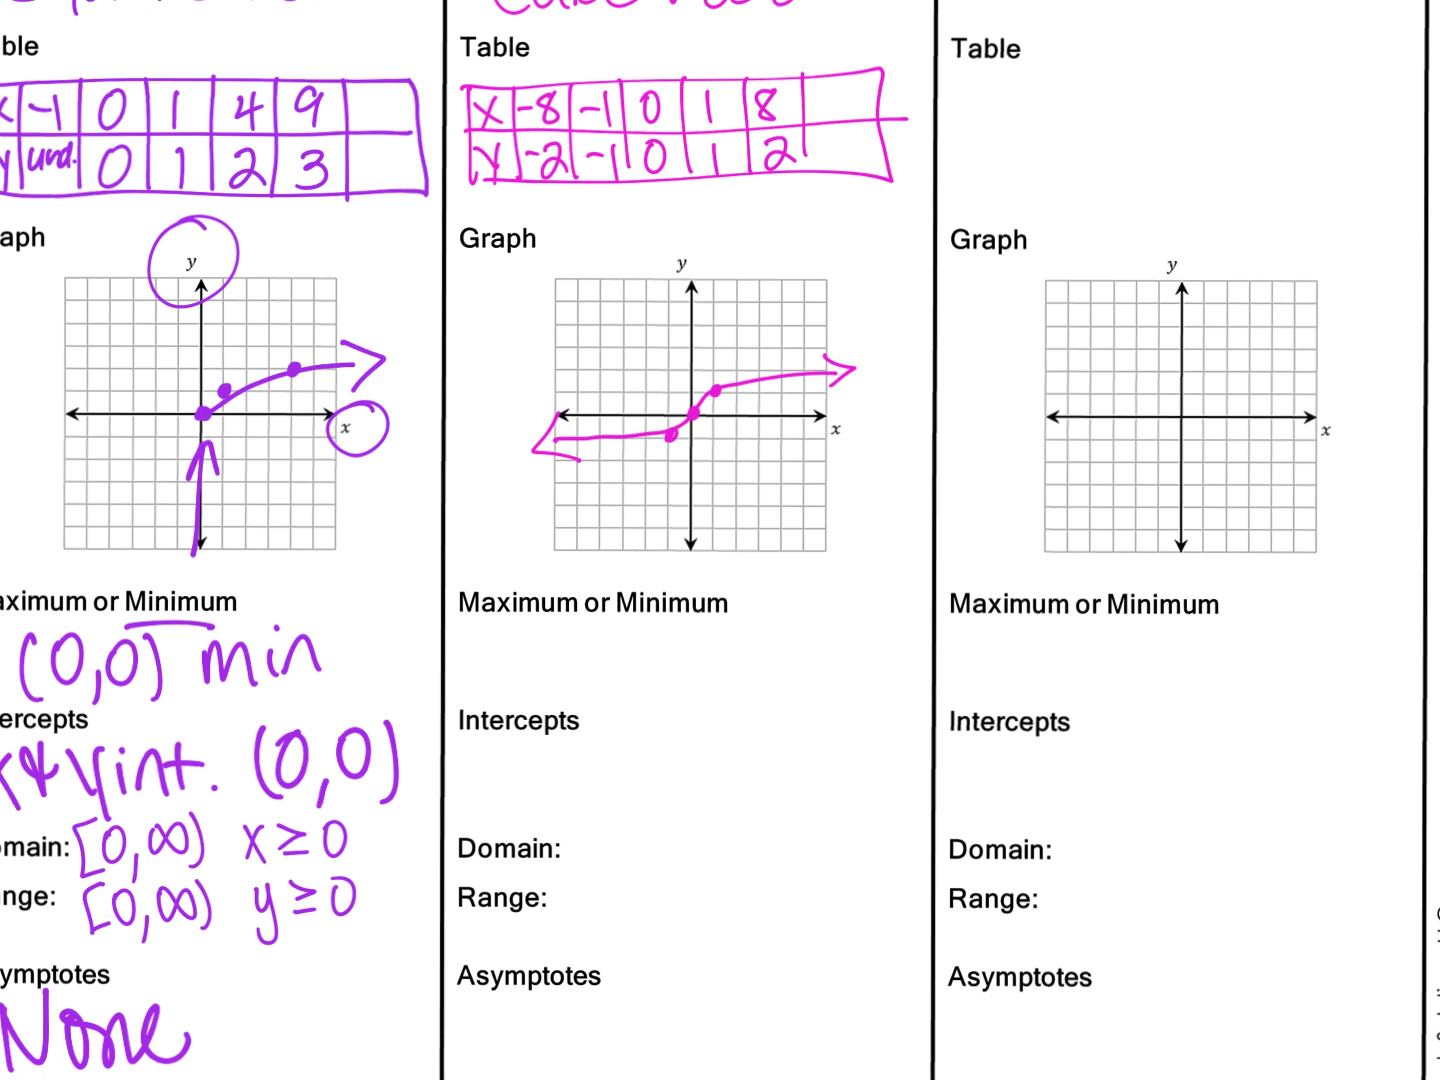 Cube root
ble
Table
Table
x -1 0 1 4 9
y und. 0 1 2 3
X -8 -1 0 1 8
Y -2 -1 0 1 2
aph
Graph
Graph
y
x
y
x
y
x
aximum or Minimum
(0,0) min
Maximum or Minimum
Maximum or Minimum
ercepts
x & y int. (0,0)
Intercepts
Intercepts
main: [0,∞) x ≥ 0
nge: [0,∞) y ≥ 0
Domain:
Range:
Domain:
Range:
ymptotes
None
Asymptotes
Asymptotes